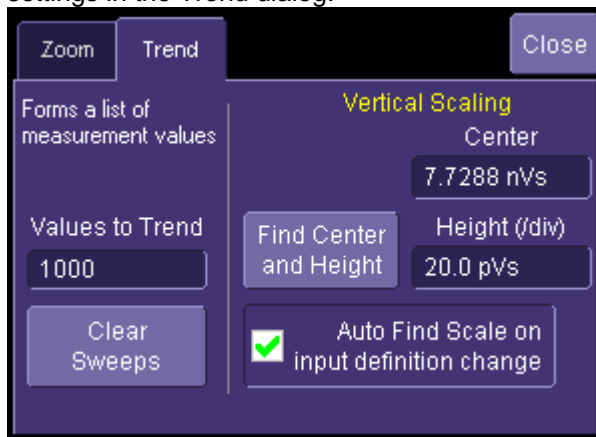 settings in the Trend dialog.
Zoom
Trend
Close
Forms a list of
measurement values
Values to Trend
1000
Clear
Sweeps
Vertical Scaling
Center
7.7288 nVs
Find Center
and Height
Height (/div)
20.0 pVs
Auto Find Scale on
input definition change